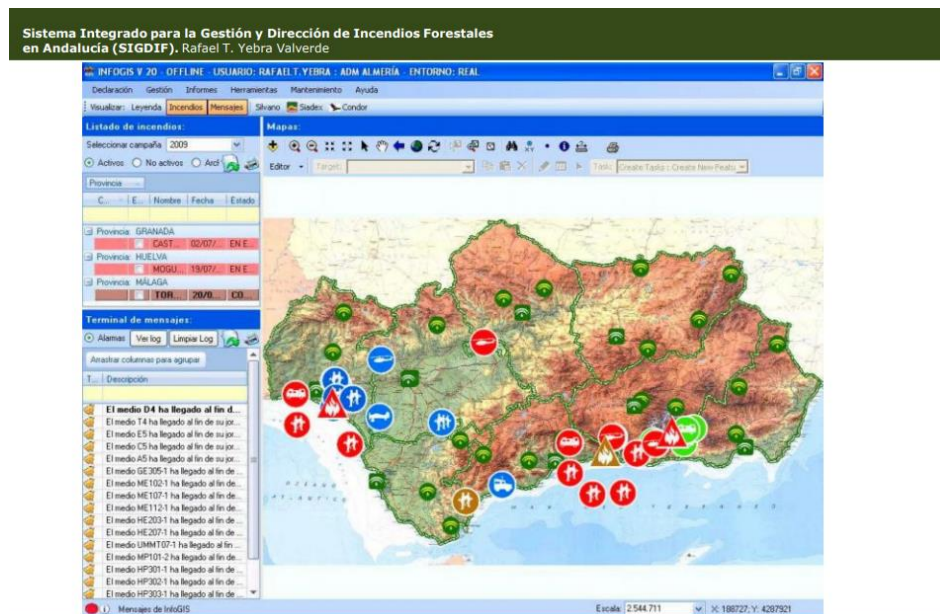 Sistema Integrado para la Gestión y Dirección de Incendios Forestales
en Andalucía (SIGDIF). Rafael T. Yebra Valverde
INFOGIS V 20 - OFFLINE - USUARIO: RAFAEL T. YEBRA : ADM ALMERÍA - ENTORNO: REAL
Declaración Gestión Informes Herramientas Mantenimiento Ayuda
Visualizar: Leyenda Incendios Mensajes Silvano Siadex Condor
Listado de incendios:
Mapas:
Seleccionar campaña 2009
Activos No activos Arcl
Editor Target: Task: Create Tasks : Create New Featu
Provincia
C... E... Nombre Fecha Estado
Provincia: GRANADA
CAST... 02/07/... EN E...
Provincia: HUELVA
MOGU... 19/07/... EN E...
Provincia: MÁLAGA
TOR... 20/0... CO...
Terminal de mensajes:
Alarmas Ver log Limpiar Log
Arrastrar columnas para agrupar
T... Descripción
El medio D4 ha llegado al fin d...
El medio T4 ha llegado al fin de su jor...
El medio E5 ha llegado al fin de su jor...
El medio C5 ha llegado al fin de su jor...
El medio A5 ha llegado al fin de su jor...
El medio GE305-1 ha llegado al fin de ...
El medio ME102-1 ha llegado al fin de ...
El medio ME107-1 ha llegado al fin de ...
El medio ME112-1 ha llegado al fin de ...
El medio HE203-1 ha llegado al fin de ...
El medio HE207-1 ha llegado al fin de ...
El medio UMMT07-1 ha llegado al fin ...
El medio MP101-2 ha llegado al fin de ...
El medio HP301-1 ha llegado al fin de ...
El medio HP302-1 ha llegado al fin de ...
El medio HP303-1 ha llegado al fin de ...
OCÉANO
ATLÁNTICO
MAR MEDITERRÁNEO
Mensajes de InfoGIS
Escala: 2.544.711 X: 188727; Y: 4287921